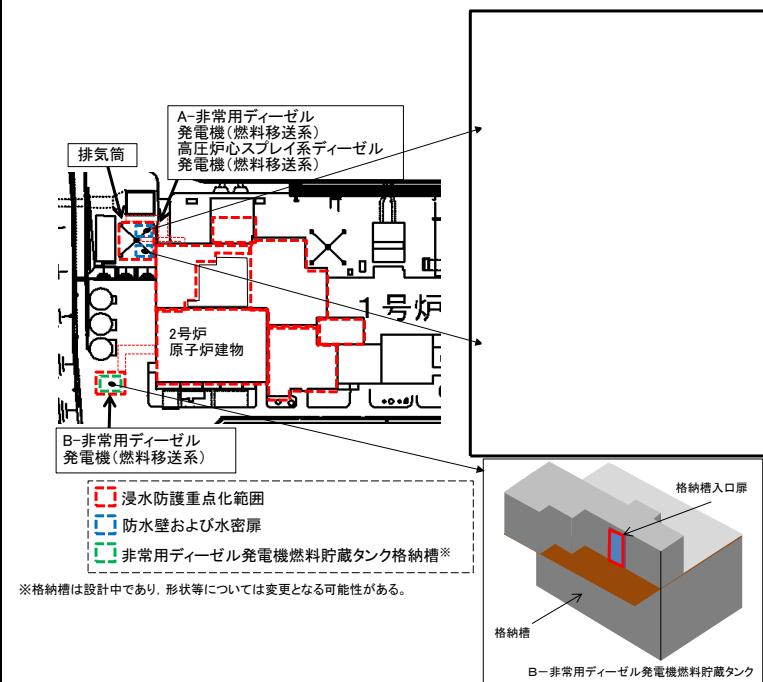 A-非常用ディーゼル
発電機(燃料移送系)
高圧炉心スプレイ系ディーゼル
発電機(燃料移送系)
排気筒
1号炉
2号炉
原子炉建物
B-非常用ディーゼル
発電機(燃料移送系)
浸水防護重点化範囲
防水壁および水密扉
非常用ディーゼル発電機燃料貯蔵タンク格納槽※
※格納槽は設計中であり，形状等については変更となる可能性がある。
格納槽入口扉
格納槽
B－非常用ディーゼル発電機燃料貯蔵タンク